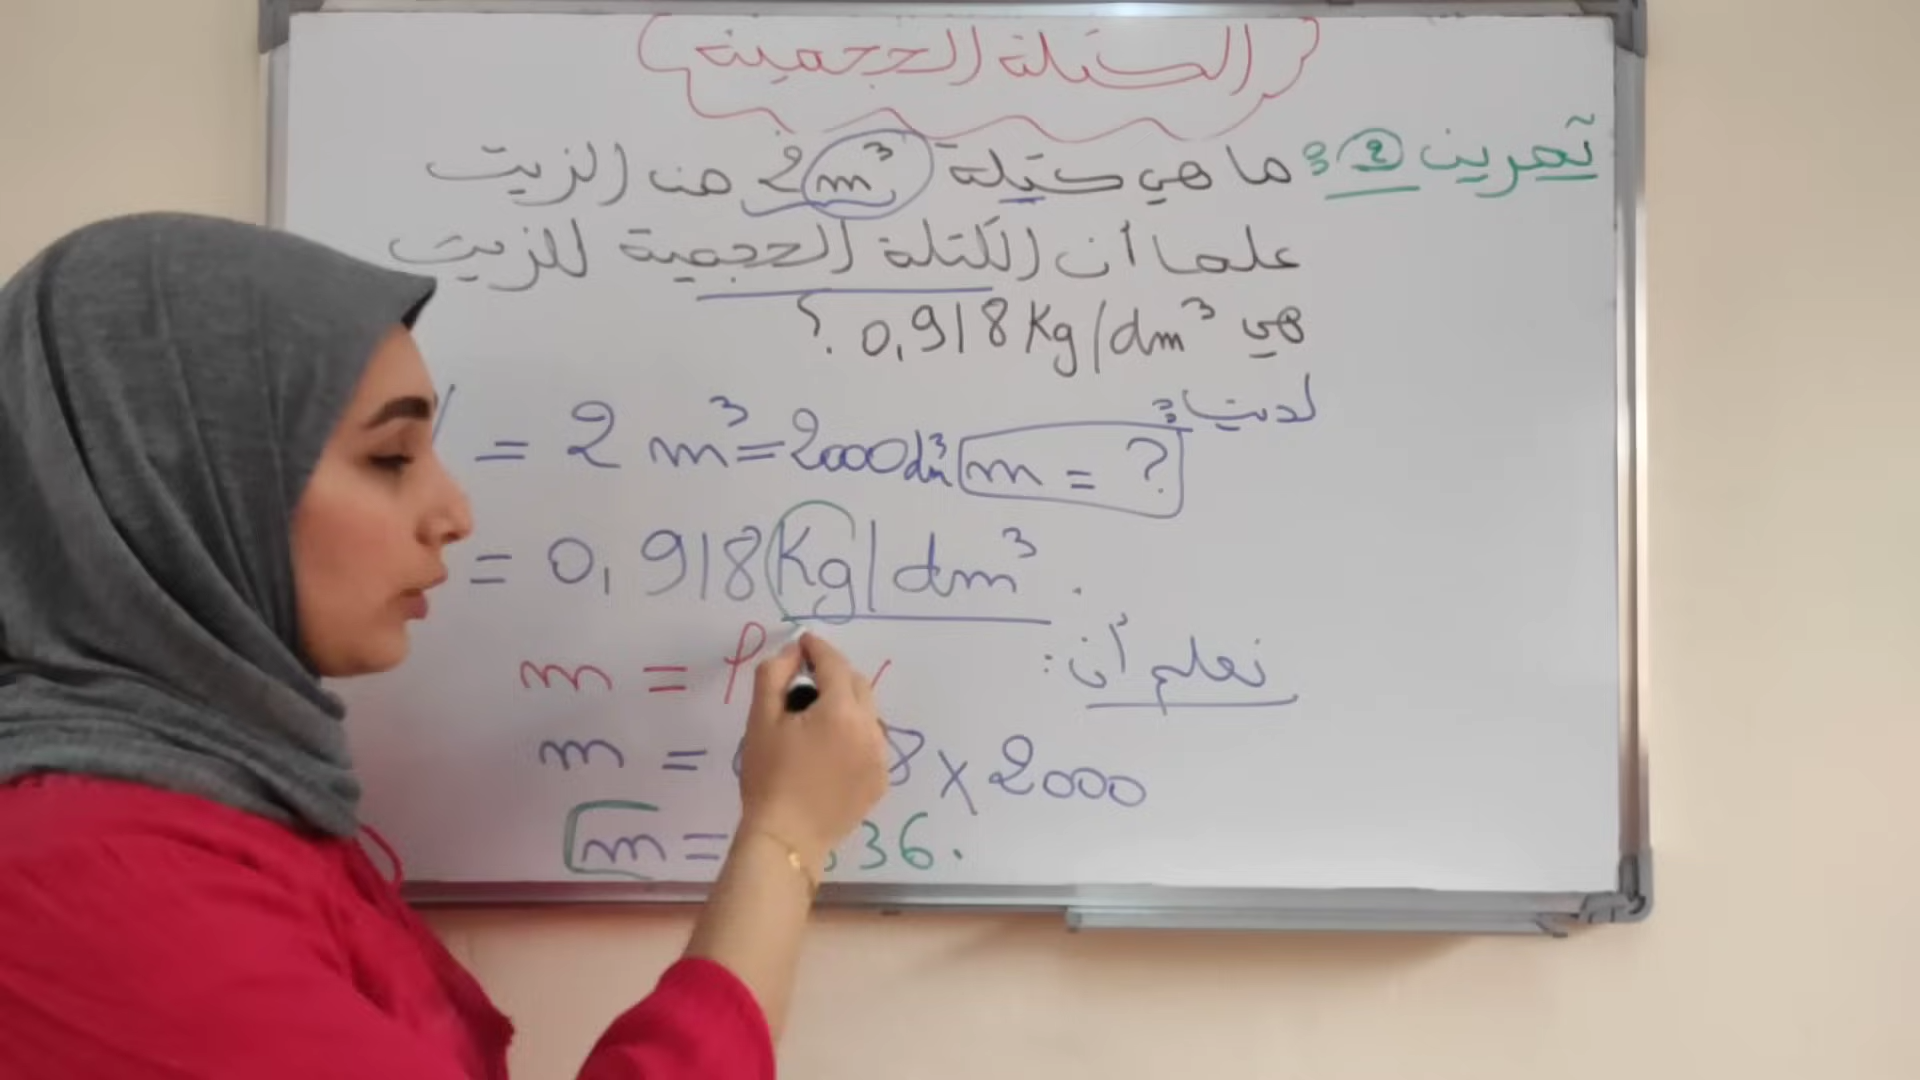 الكتلة الحجمية
تمرين 2: ما هي كتلة 2 m³ من الزيت
علما أن الكتلة الحجمية للزيت
هي 0,918 Kg/dm³ ؟
لدينا:
= 2 m³ = 2000 dm³ m = ?
= 0,918 Kg/dm³.
نعلم أن:
m = ρ
m = 8 × 2000
m = 36.